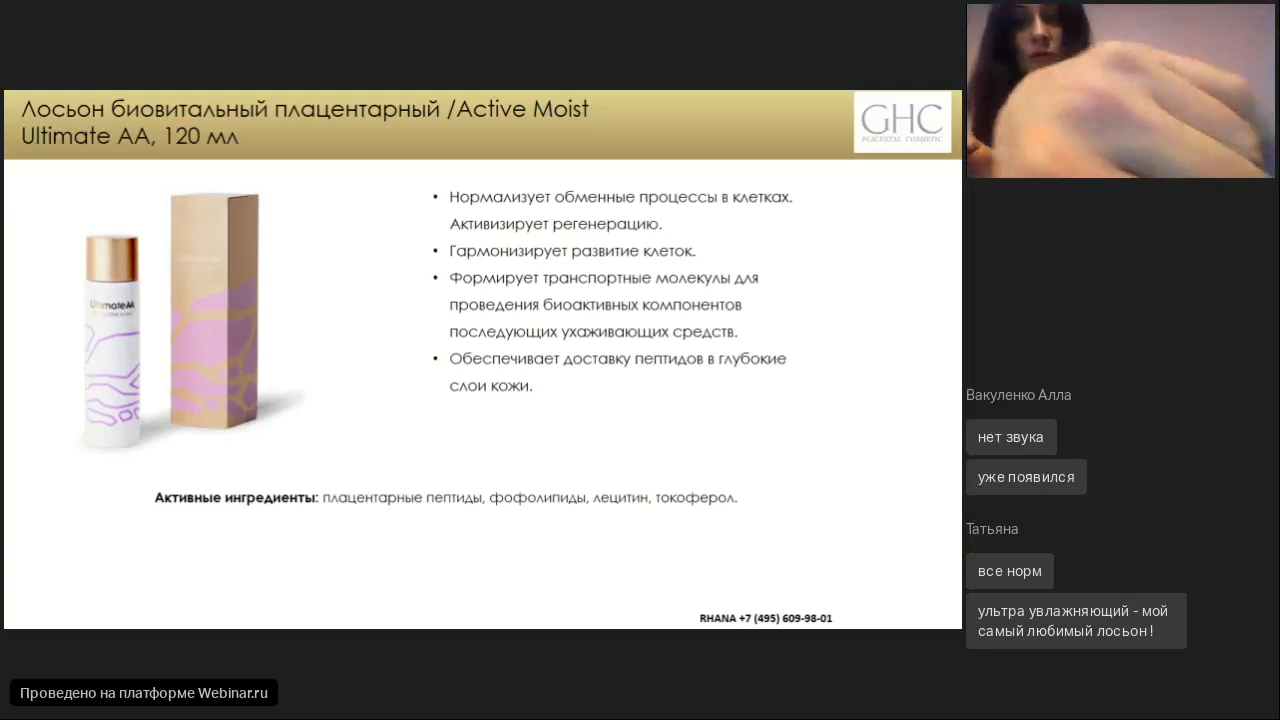 Лосьон биовитальный плацентарный /Active Moist
Ultimate AA, 120 мл
GHC
PLACENTAL COSMETIC
• Нормализует обменные процессы в клетках.
Активизирует регенерацию.
• Гармонизирует развитие клеток.
• Формирует транспортные молекулы для
проведения биоактивных компонентов
последующих ухаживающих средств.
• Обеспечивает доставку пептидов в глубокие
слои кожи.
Активные ингредиенты: плацентарные пептиды, фофолипиды, лецитин, токоферол.
RHANA +7 (495) 609-98-01
Вакуленко Алла
нет звука
уже появился
Татьяна
все норм
ультра увлажняющий - мой
самый любимый лосьон !
Проведено на платформе Webinar.ru